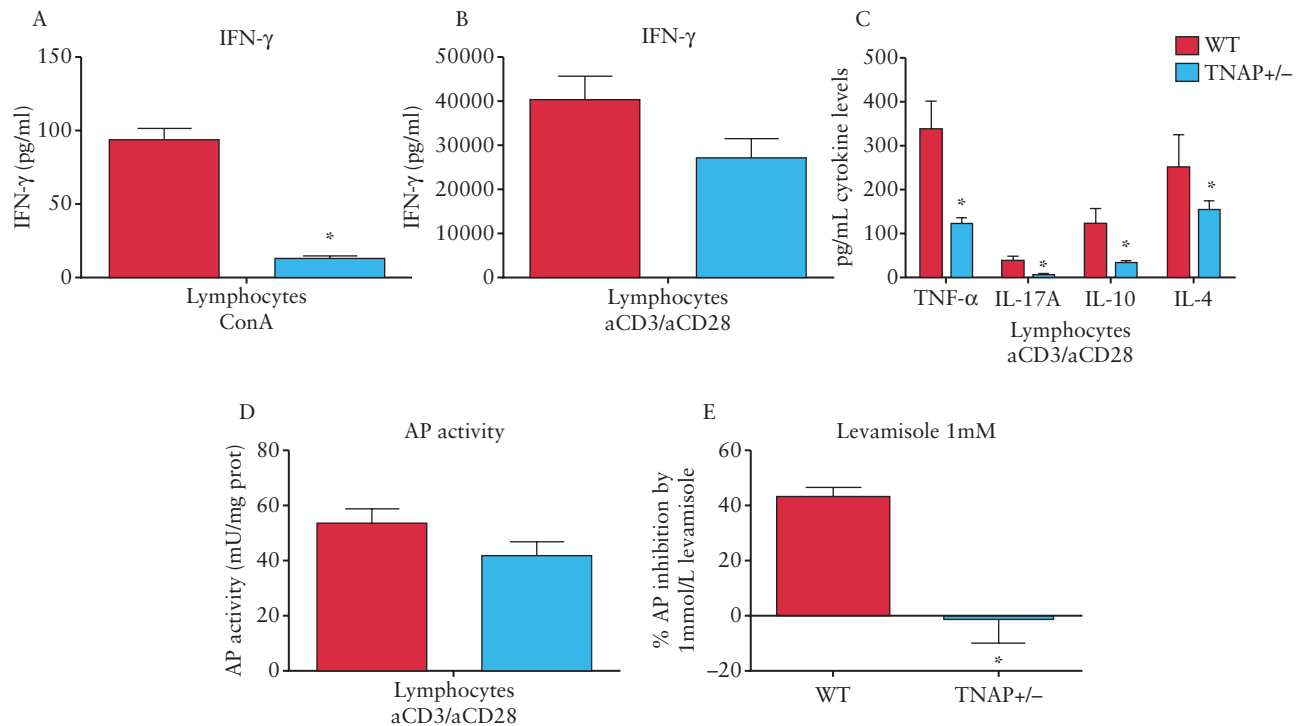 A
IFN-γ
IFN-γ (pg/ml)
150
100
50
0
*
Lymphocytes
ConA
B
IFN-γ
IFN-γ (pg/ml)
50000
40000
30000
20000
10000
0
Lymphocytes
aCD3/aCD28
C
WT
TNAP+/−
pg/mL cytokine levels
500
400
300
200
100
0
*
*
*
*
TNF-α IL-17A IL-10 IL-4
Lymphocytes
aCD3/aCD28
D
AP activity
AP activity (mU/mg prot)
80
60
40
20
0
Lymphocytes
aCD3/aCD28
E
Levamisole 1mM
% AP inhibition by
1mmol/L levamisole
60
40
20
0
−20
*
WT TNAP+/−